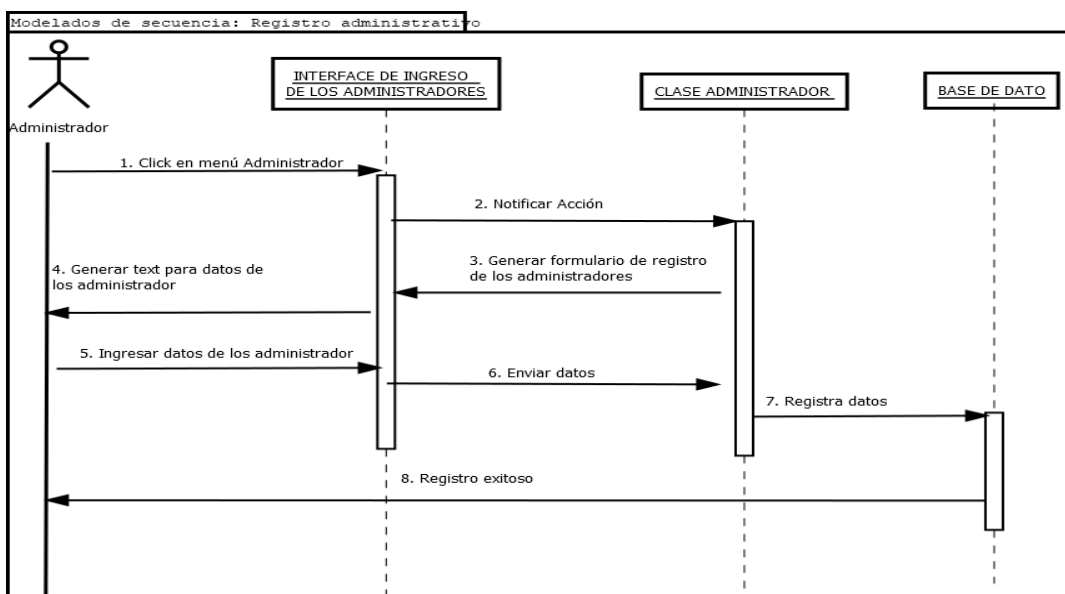 Modelados de secuencia: Registro administrativo
INTERFACE DE INGRESO
DE LOS ADMINISTRADORES
CLASE ADMINISTRADOR
BASE DE DATO
Administrador
1. Click en menú Administrador
2. Notificar Acción
3. Generar formulario de registro
de los administradores
4. Generar text para datos de
los administrador
5. Ingresar datos de los administrador
6. Enviar datos
7. Registra datos
8. Registro exitoso